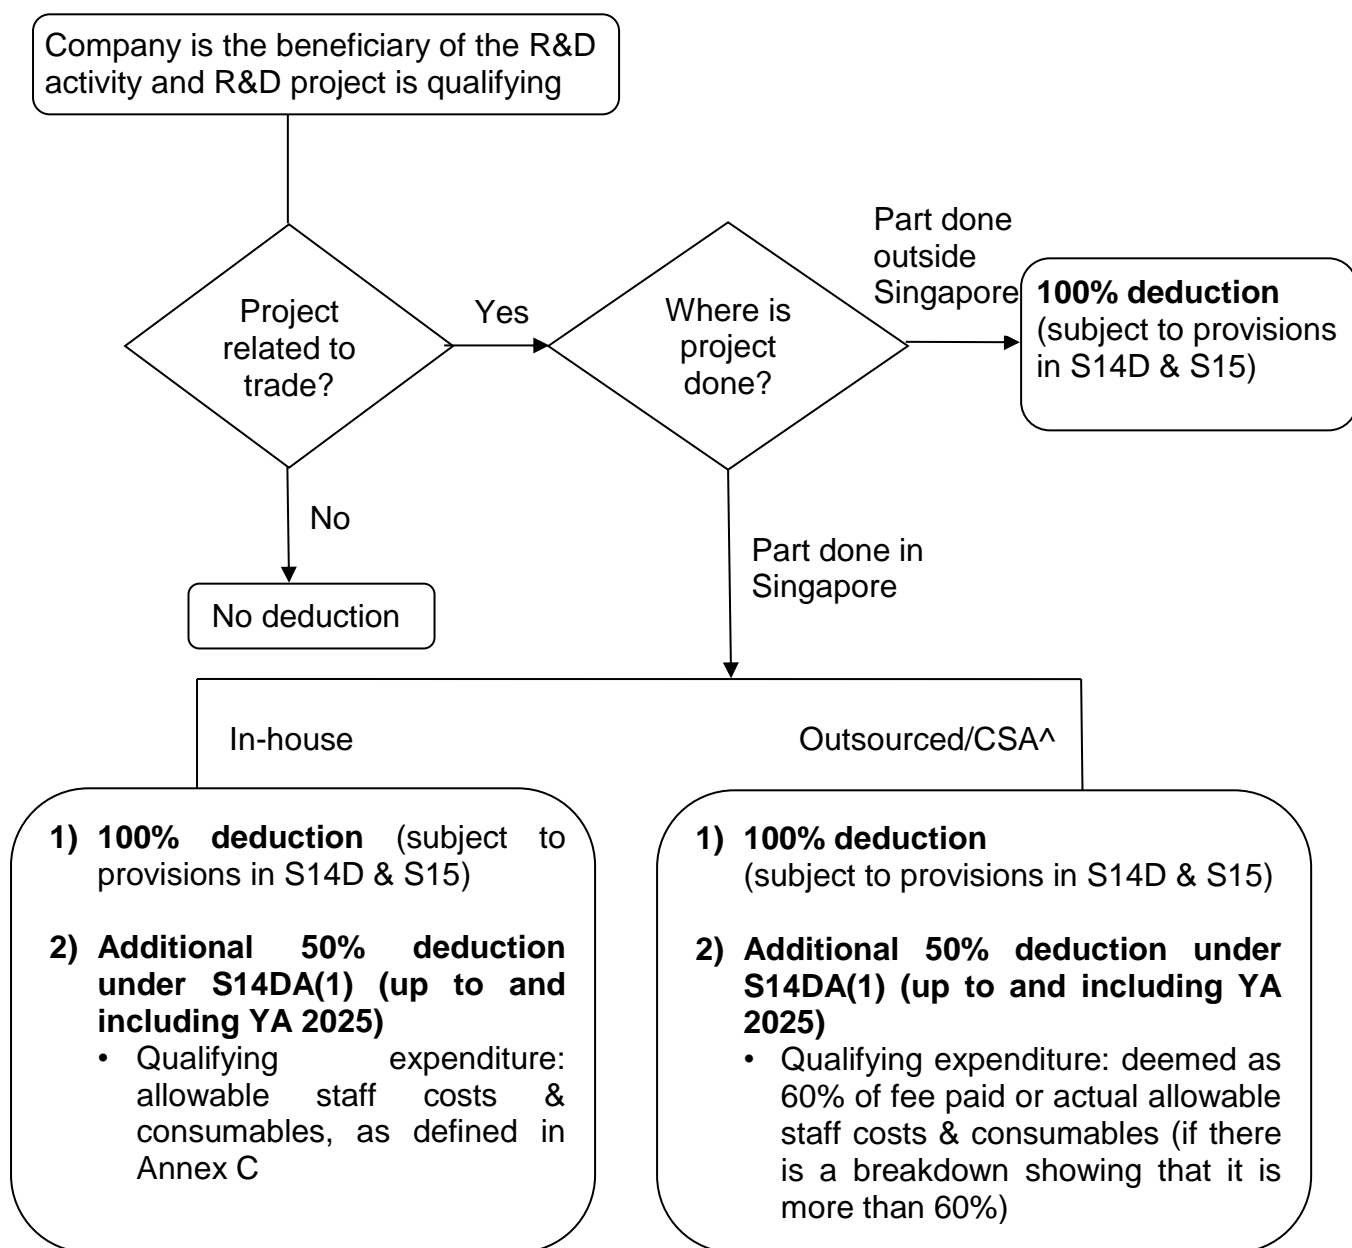 Company is the beneficiary of the R&D
activity and R&D project is qualifying
Project
related to
trade?
Yes
Where is
project
done?
Part done
outside
Singapore
100% deduction
(subject to provisions
in S14D & S15)
No
No deduction
Part done in
Singapore
In-house
Outsourced/CSA^
1) 100% deduction (subject to
provisions in S14D & S15)
2) Additional 50% deduction
under S14DA(1) (up to and
including YA 2025)
• Qualifying expenditure:
allowable staff costs &
consumables, as defined in
Annex C
1) 100% deduction
(subject to provisions in S14D & S15)
2) Additional 50% deduction under
S14DA(1) (up to and including YA
2025)
• Qualifying expenditure: deemed as
60% of fee paid or actual allowable
staff costs & consumables (if there
is a breakdown showing that it is
more than 60%)